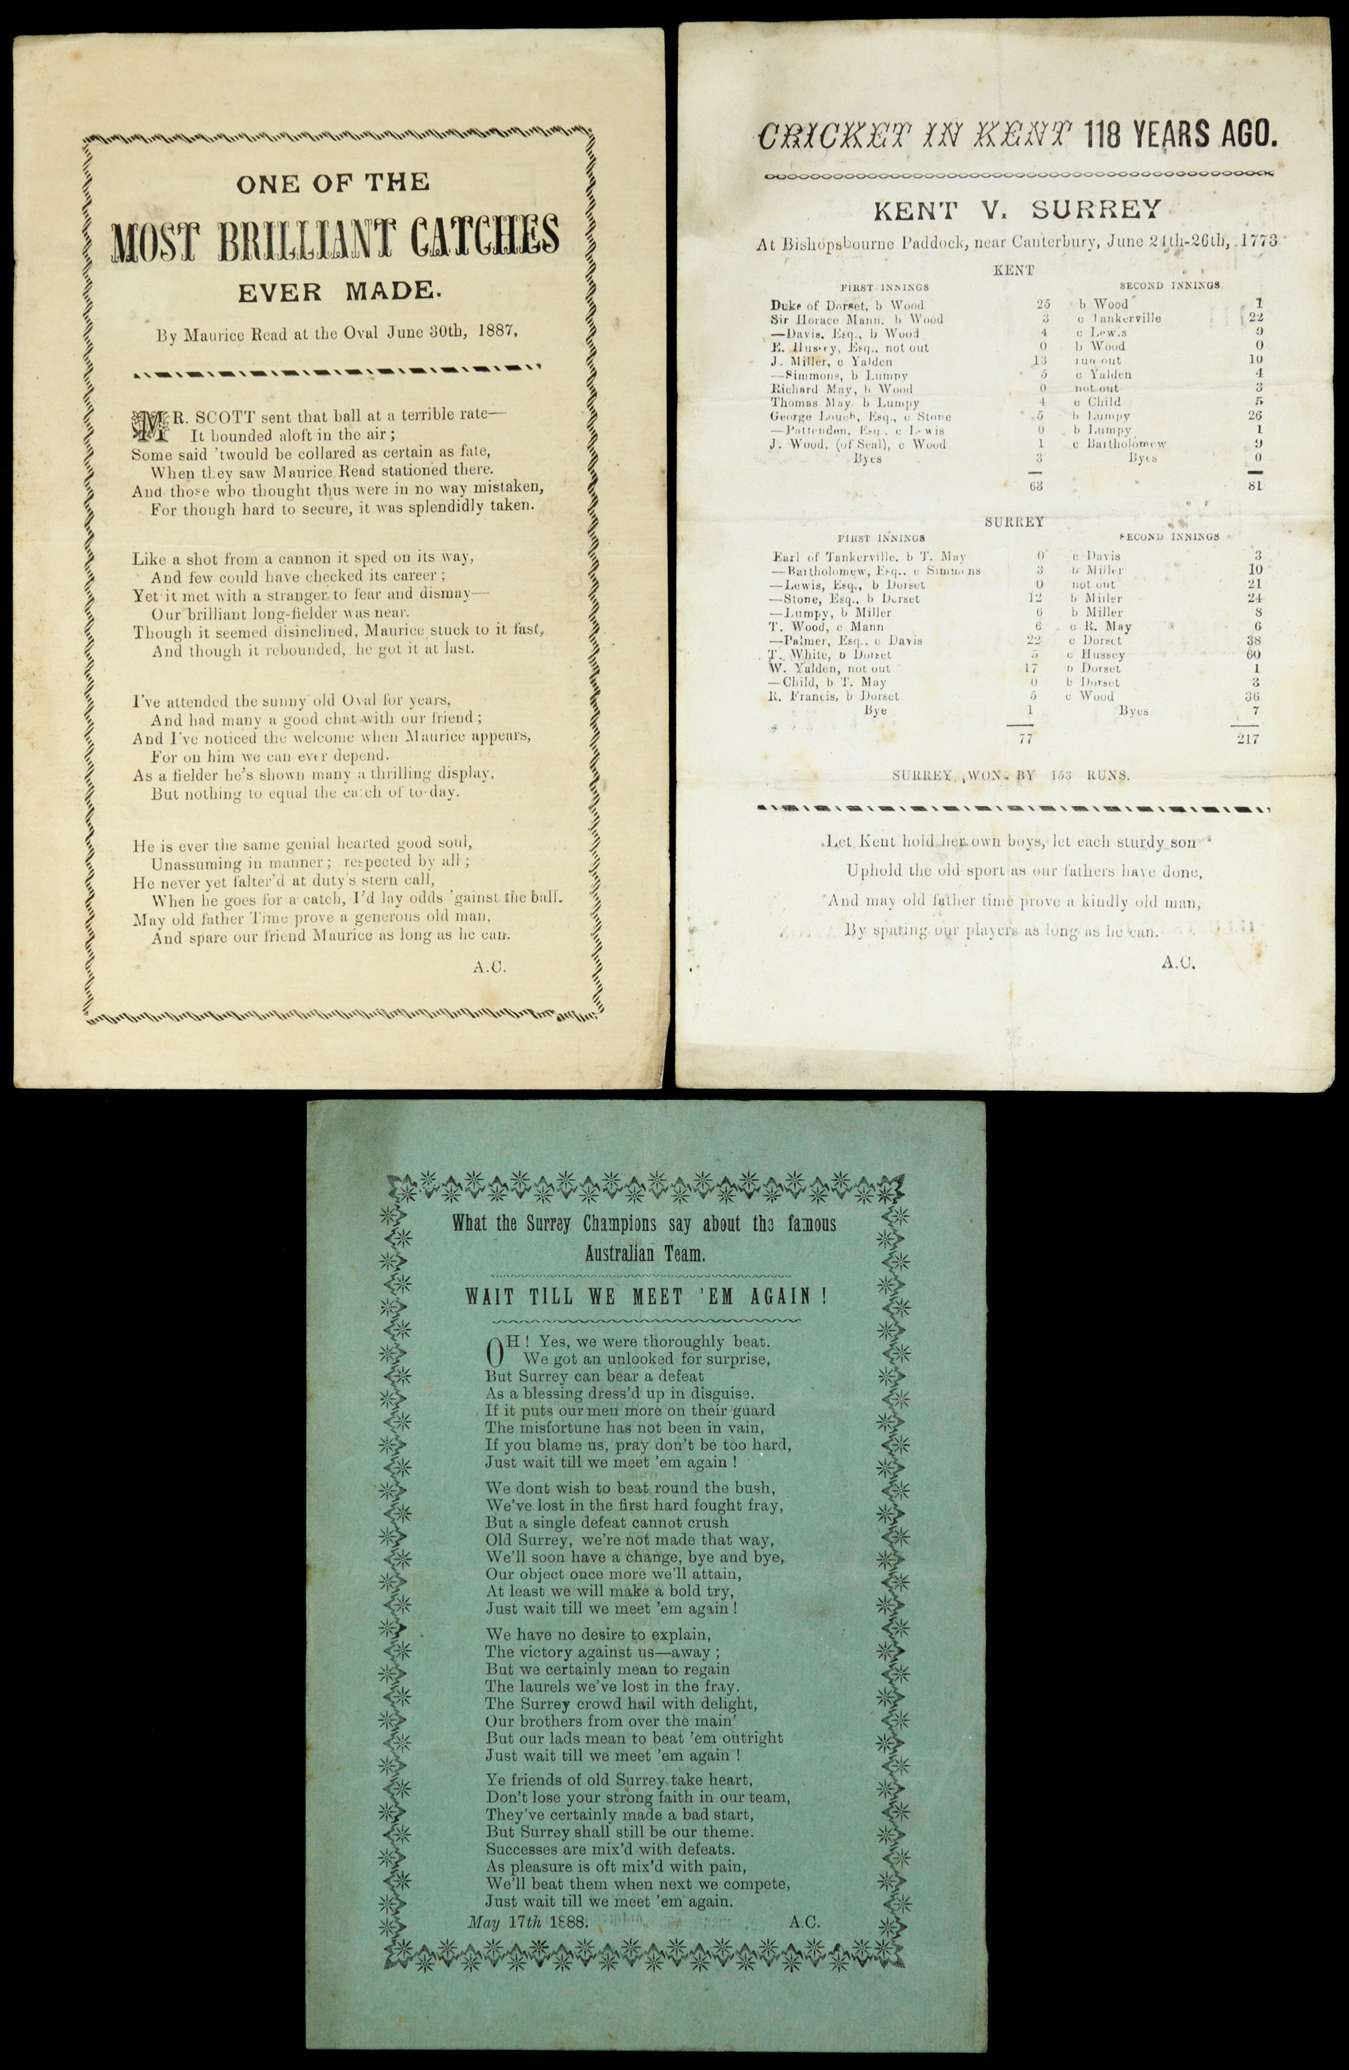 ONE OF THE
MOST BRILLIANT CATCHES
EVER MADE.
By Maurice Read at the Oval June 30th, 1887,
MR. SCOTT sent that ball at a terrible rate—
It bounded aloft in the air ;
Some said 'twould be collared as certain as fate,
When they saw Maurice Read stationed there.
And those who thought thus were in no way mistaken,
For though hard to secure, it was splendidly taken.
Like a shot from a cannon it sped on its way,
And few could have checked its career ;
Yet it met with a stranger to fear and dismay—
Our brilliant long-fielder was near.
Though it seemed disinclined, Maurice stuck to it fast,
And though it rebounded, he got it at last.
I've attended the sunny old Oval for years,
And had many a good chat with our friend ;
And I've noticed the welcome when Maurice appears,
For on him we can ever depend.
As a fielder he's shown many a thrilling display,
But nothing to equal the catch of to-day.
He is ever the same genial hearted good soul,
Unassuming in manner ; respected by all ;
He never yet falter'd at duty's stern call,
When he goes for a catch, I'd lay odds 'gainst the ball.
May old father Time prove a generous old man,
And spare our friend Maurice as long as he can.
A.C.
CRICKET IN KENT 118 YEARS AGO.
KENT V. SURREY
At Bishopsbourne Paddock, near Canterbury, June 24th-26th, 1773
KENT
FIRST INNINGS SECOND INNINGS
Duke of Dorset, b Wood 25 b Wood 1
Sir Horace Mann, b Wood 3 c Tankerville 22
—Davis, Esq., b Wood 4 c Lewis 9
E. Hussey, Esq., not out 0 b Wood 0
J. Miller, c Yalden 13 run out 10
—Simmons, b Lumpy 5 c Yalden 4
Richard May, b Wood 0 not out 3
Thomas May b Lumpy 4 c Child 5
George Louch, Esq., c Stone 5 b Lumpy 26
—Pattenden, Esq., c Lewis 0 b Lumpy 1
J. Wood, (of Seal), c Wood 1 c Bartholomew 9
Byes 3 Byes 0
63 81
SURREY
FIRST INNINGS SECOND INNINGS
Earl of Tankerville, b T. May 0 c Davis 3
—Bartholomew, Esq., c Simmons 3 b Miller 10
—Lewis, Esq., b Dorset 0 not out 21
—Stone, Esq., b Dorset 12 b Miller 24
—Lumpy, b Miller 6 b Miller 8
T. Wood, c Mann 6 c R. May 6
—Palmer, Esq., c Davis 22 c Dorset 38
T. White, b Dorset 5 c Hussey 60
W. Yalden, not out 17 b Dorset 1
—Child, b T. May 0 b Dorset 3
R. Francis, b Dorset 5 c Wood 36
Bye 1 Byes 7
77 217
SURREY WON BY 153 RUNS.
Let Kent hold her own boys, let each sturdy son
Uphold the old sport as our fathers have done,
And may old father time prove a kindly old man,
By sparing our players as long as he can.
A.C.
What the Surrey Champions say about the famous
Australian Team.
WAIT TILL WE MEET 'EM AGAIN !
OH ! Yes, we were thoroughly beat.
We got an unlooked for surprise,
But Surrey can bear a defeat
As a blessing dress'd up in disguise.
If it puts our men more on their guard
The misfortune has not been in vain,
If you blame us, pray don't be too hard,
Just wait till we meet 'em again !
We dont wish to beat round the bush,
We've lost in the first hard fought fray,
But a single defeat cannot crush
Old Surrey, we're not made that way,
We'll soon have a change, bye and bye,
Our object once more we'll attain,
At least we will make a bold try,
Just wait till we meet 'em again !
We have no desire to explain,
The victory against us—away ;
But we certainly mean to regain
The laurels we've lost in the fray.
The Surrey crowd hail with delight,
Our brothers from over the main'
But our lads mean to beat 'em outright
Just wait till we meet 'em again !
Ye friends of old Surrey take heart,
Don't lose your strong faith in our team,
They've certainly made a bad start,
But Surrey shall still be our theme.
Successes are mix'd with defeats.
As pleasure is oft mix'd with pain,
We'll beat them when next we compete,
Just wait till we meet 'em again.
May 17th 1888. A.C.